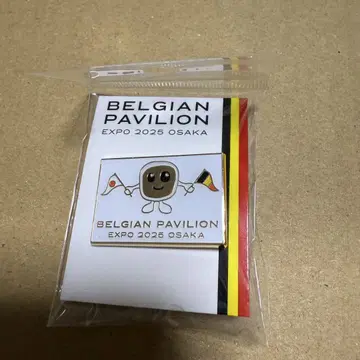 BELGIAN
PAVILION
EXPO 2025 OSAKA
BELGIAN PAVILION
EXPO 2025 OSAKA